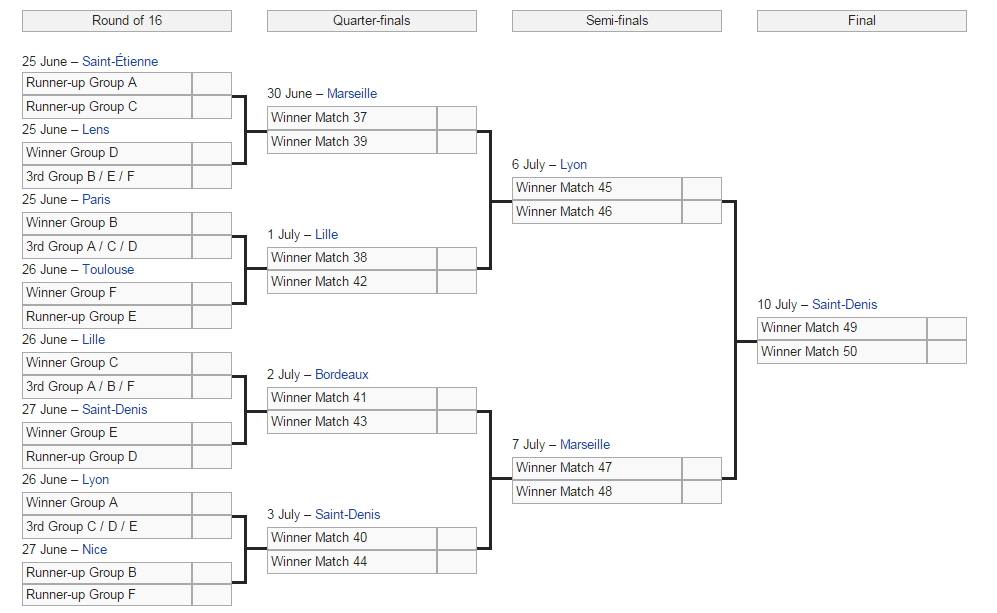 Round of 16
Quarter-finals
Semi-finals
Final
25 June – Saint-Étienne
Runner-up Group A
Runner-up Group C
25 June – Lens
Winner Group D
3rd Group B / E / F
25 June – Paris
Winner Group B
3rd Group A / C / D
26 June – Toulouse
Winner Group F
Runner-up Group E
26 June – Lille
Winner Group C
3rd Group A / B / F
27 June – Saint-Denis
Winner Group E
Runner-up Group D
26 June – Lyon
Winner Group A
3rd Group C / D / E
27 June – Nice
Runner-up Group B
Runner-up Group F
30 June – Marseille
Winner Match 37
Winner Match 39
1 July – Lille
Winner Match 38
Winner Match 42
2 July – Bordeaux
Winner Match 41
Winner Match 43
3 July – Saint-Denis
Winner Match 40
Winner Match 44
6 July – Lyon
Winner Match 45
Winner Match 46
7 July – Marseille
Winner Match 47
Winner Match 48
10 July – Saint-Denis
Winner Match 49
Winner Match 50